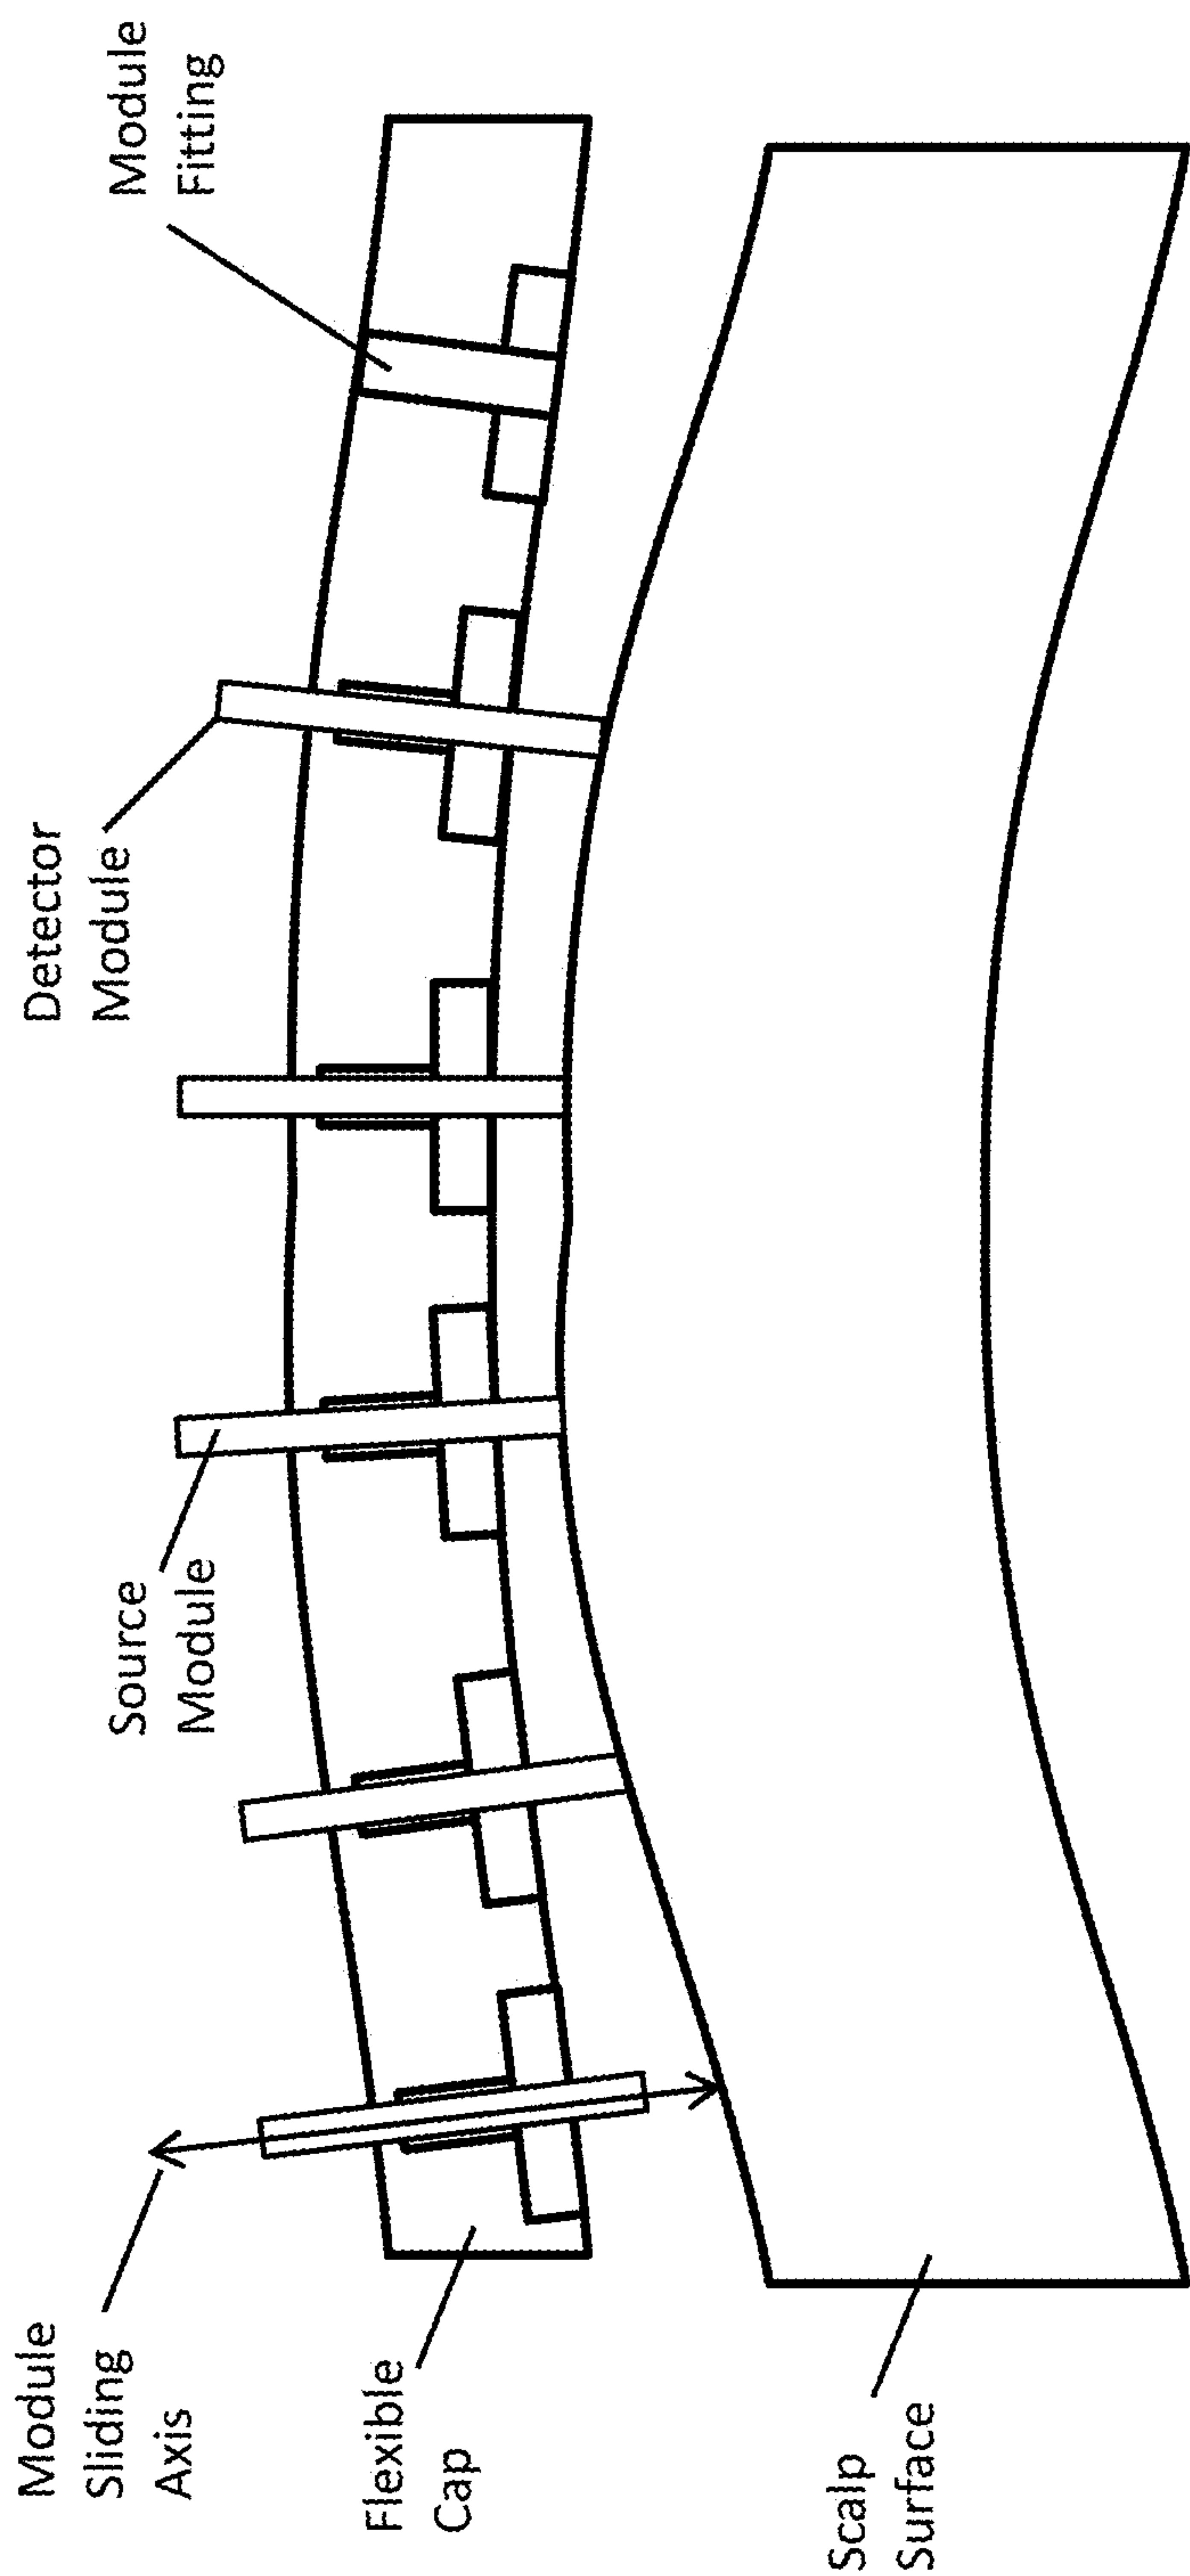 Module
Sliding
Axis
Flexible
Cap
Scalp
Surface
Source
Module
Detector
Module
Module
Fitting